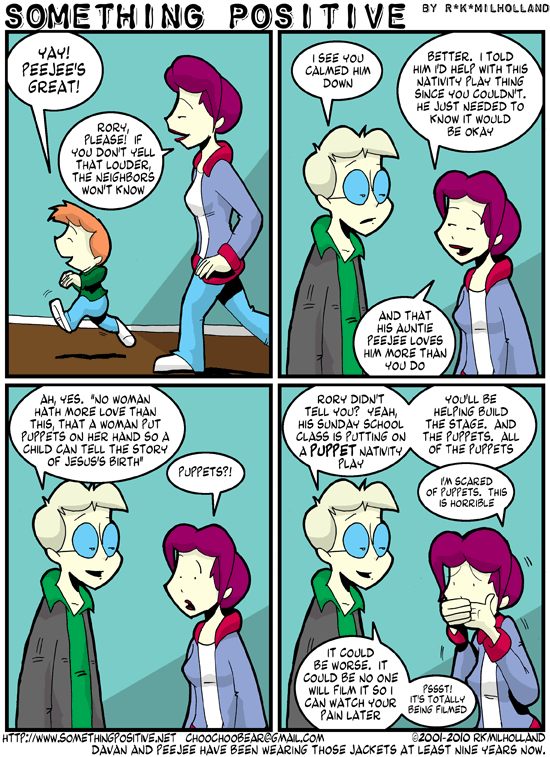 SOMETHING POSITIVE BY R*K*MILHOLLAND
YAY!
PEEJEE'S
GREAT!
RORY,
PLEASE! IF
YOU DON'T YELL
THAT LOUDER,
THE NEIGHBORS
WON'T KNOW
I SEE YOU
CALMED HIM
DOWN
BETTER. I TOLD
HIM I'D HELP WITH THIS
NATIVITY PLAY THING
SINCE YOU COULDN'T.
HE JUST NEEDED TO
KNOW IT WOULD
BE OKAY
AND THAT
HIS AUNTIE
PEEJEE LOVES
HIM MORE THAN
YOU DO
AH, YES. "NO WOMAN
HATH MORE LOVE THAN
THIS, THAT A WOMAN PUT
PUPPETS ON HER HAND SO A
CHILD CAN TELL THE STORY
OF JESUS'S BIRTH"
PUPPETS?!
RORY DIDN'T
TELL YOU? YEAH,
HIS SUNDAY SCHOOL
CLASS IS PUTTING ON
A PUPPET NATIVITY
PLAY
YOU'LL BE
HELPING BUILD
THE STAGE. AND
THE PUPPETS. ALL
OF THE PUPPETS
I'M SCARED
OF PUPPETS. THIS
IS HORRIBLE
IT COULD
BE WORSE. IT
COULD BE NO ONE
WILL FILM IT SO I
CAN WATCH YOUR
PAIN LATER
PSSST!
IT'S TOTALLY
BEING FILMED
HTTP://WWW.SOMETHINGPOSITIVE.NET CHOOCHOOBEAR@GMAIL.COM ©2001-2010 RKMILHOLLAND
DAVAN AND PEEJEE HAVE BEEN WEARING THOSE JACKETS AT LEAST NINE YEARS NOW.